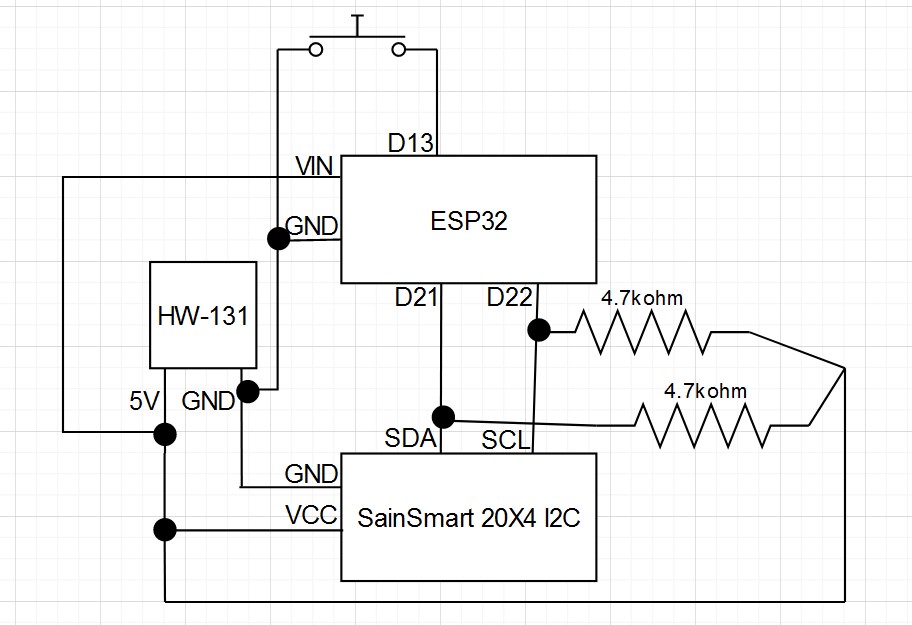 D13
VIN
GND
ESP32
D21
D22
4.7kohm
HW-131
5V
GND
4.7kohm
SDA
SCL
GND
VCC
SainSmart 20X4 I2C